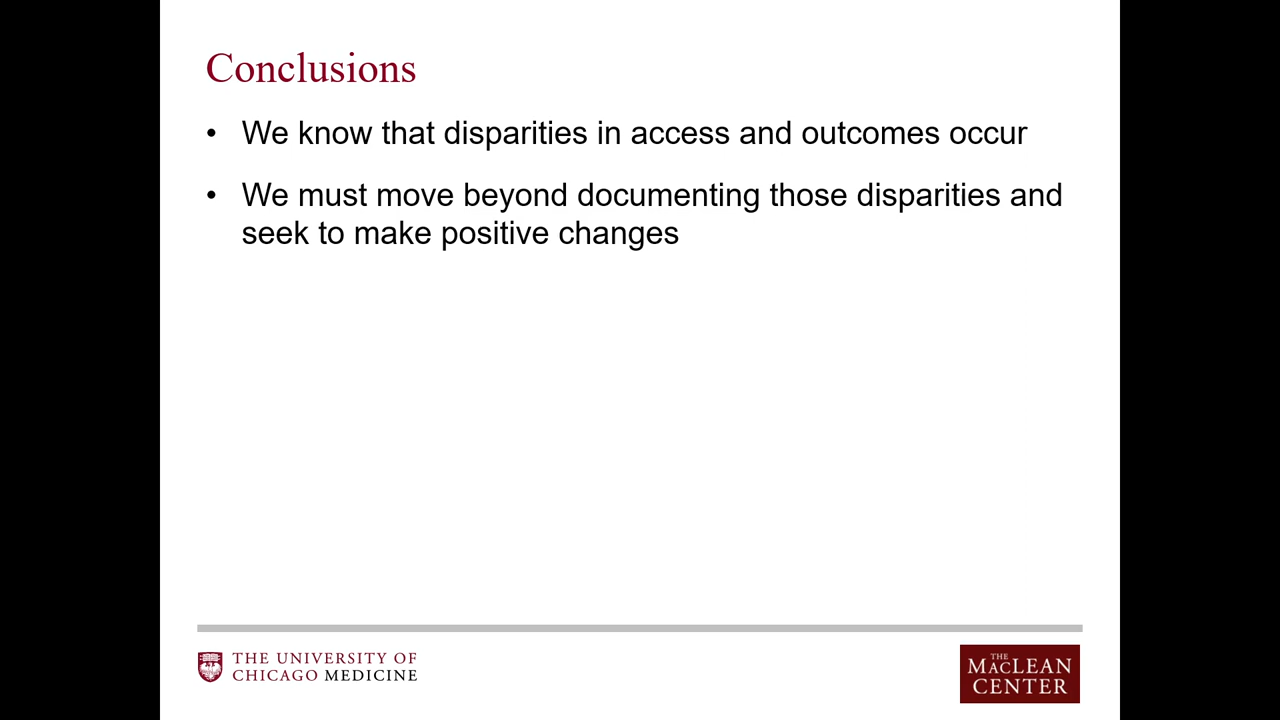 Conclusions
• We know that disparities in access and outcomes occur
• We must move beyond documenting those disparities and
seek to make positive changes
THE UNIVERSITY OF
CHICAGO MEDICINE
THE
MACLEAN
CENTER